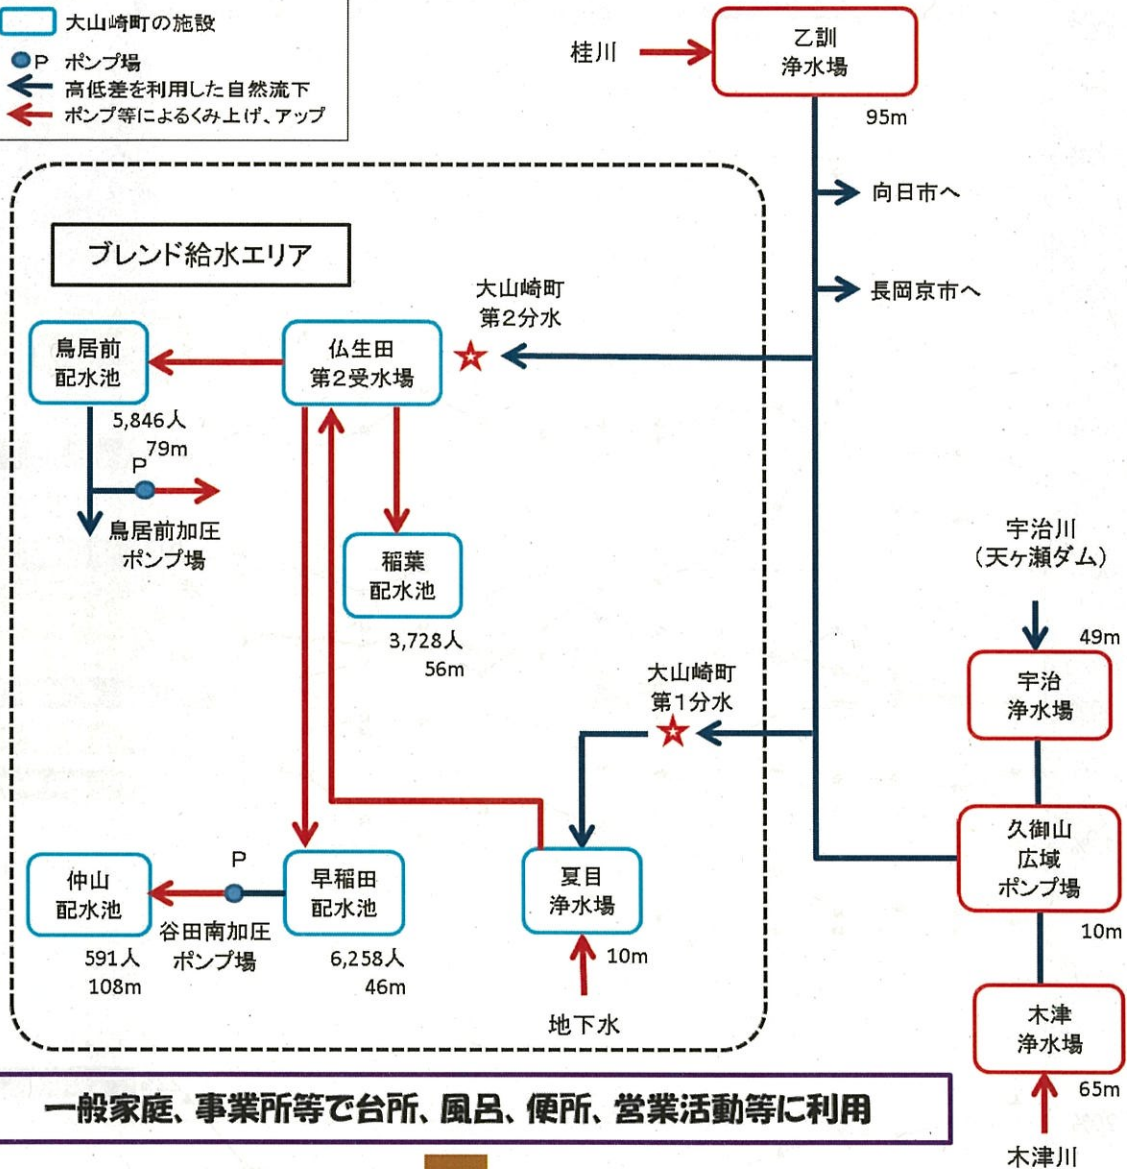 大山崎町の施設
P ポンプ場
高低差を利用した自然流下
ポンプ等によるくみ上げ、アップ
桂川
乙訓
浄水場
95m
向日市へ
長岡京市へ
ブレンド給水エリア
大山崎町
第2分水
鳥居前
配水池
5,846人
79m
仏生田
第2受水場
P
鳥居前加圧
ポンプ場
稲葉
配水池
3,728人
56m
宇治川
(天ヶ瀬ダム)
49m
宇治
浄水場
大山崎町
第1分水
久御山
広域
ポンプ場
10m
仲山
配水池
591人
108m
P
谷田南加圧
ポンプ場
早稲田
配水池
6,258人
46m
夏目
浄水場
10m
地下水
木津
浄水場
65m
木津川
一般家庭、事業所等で台所、風呂、便所、営業活動等に利用